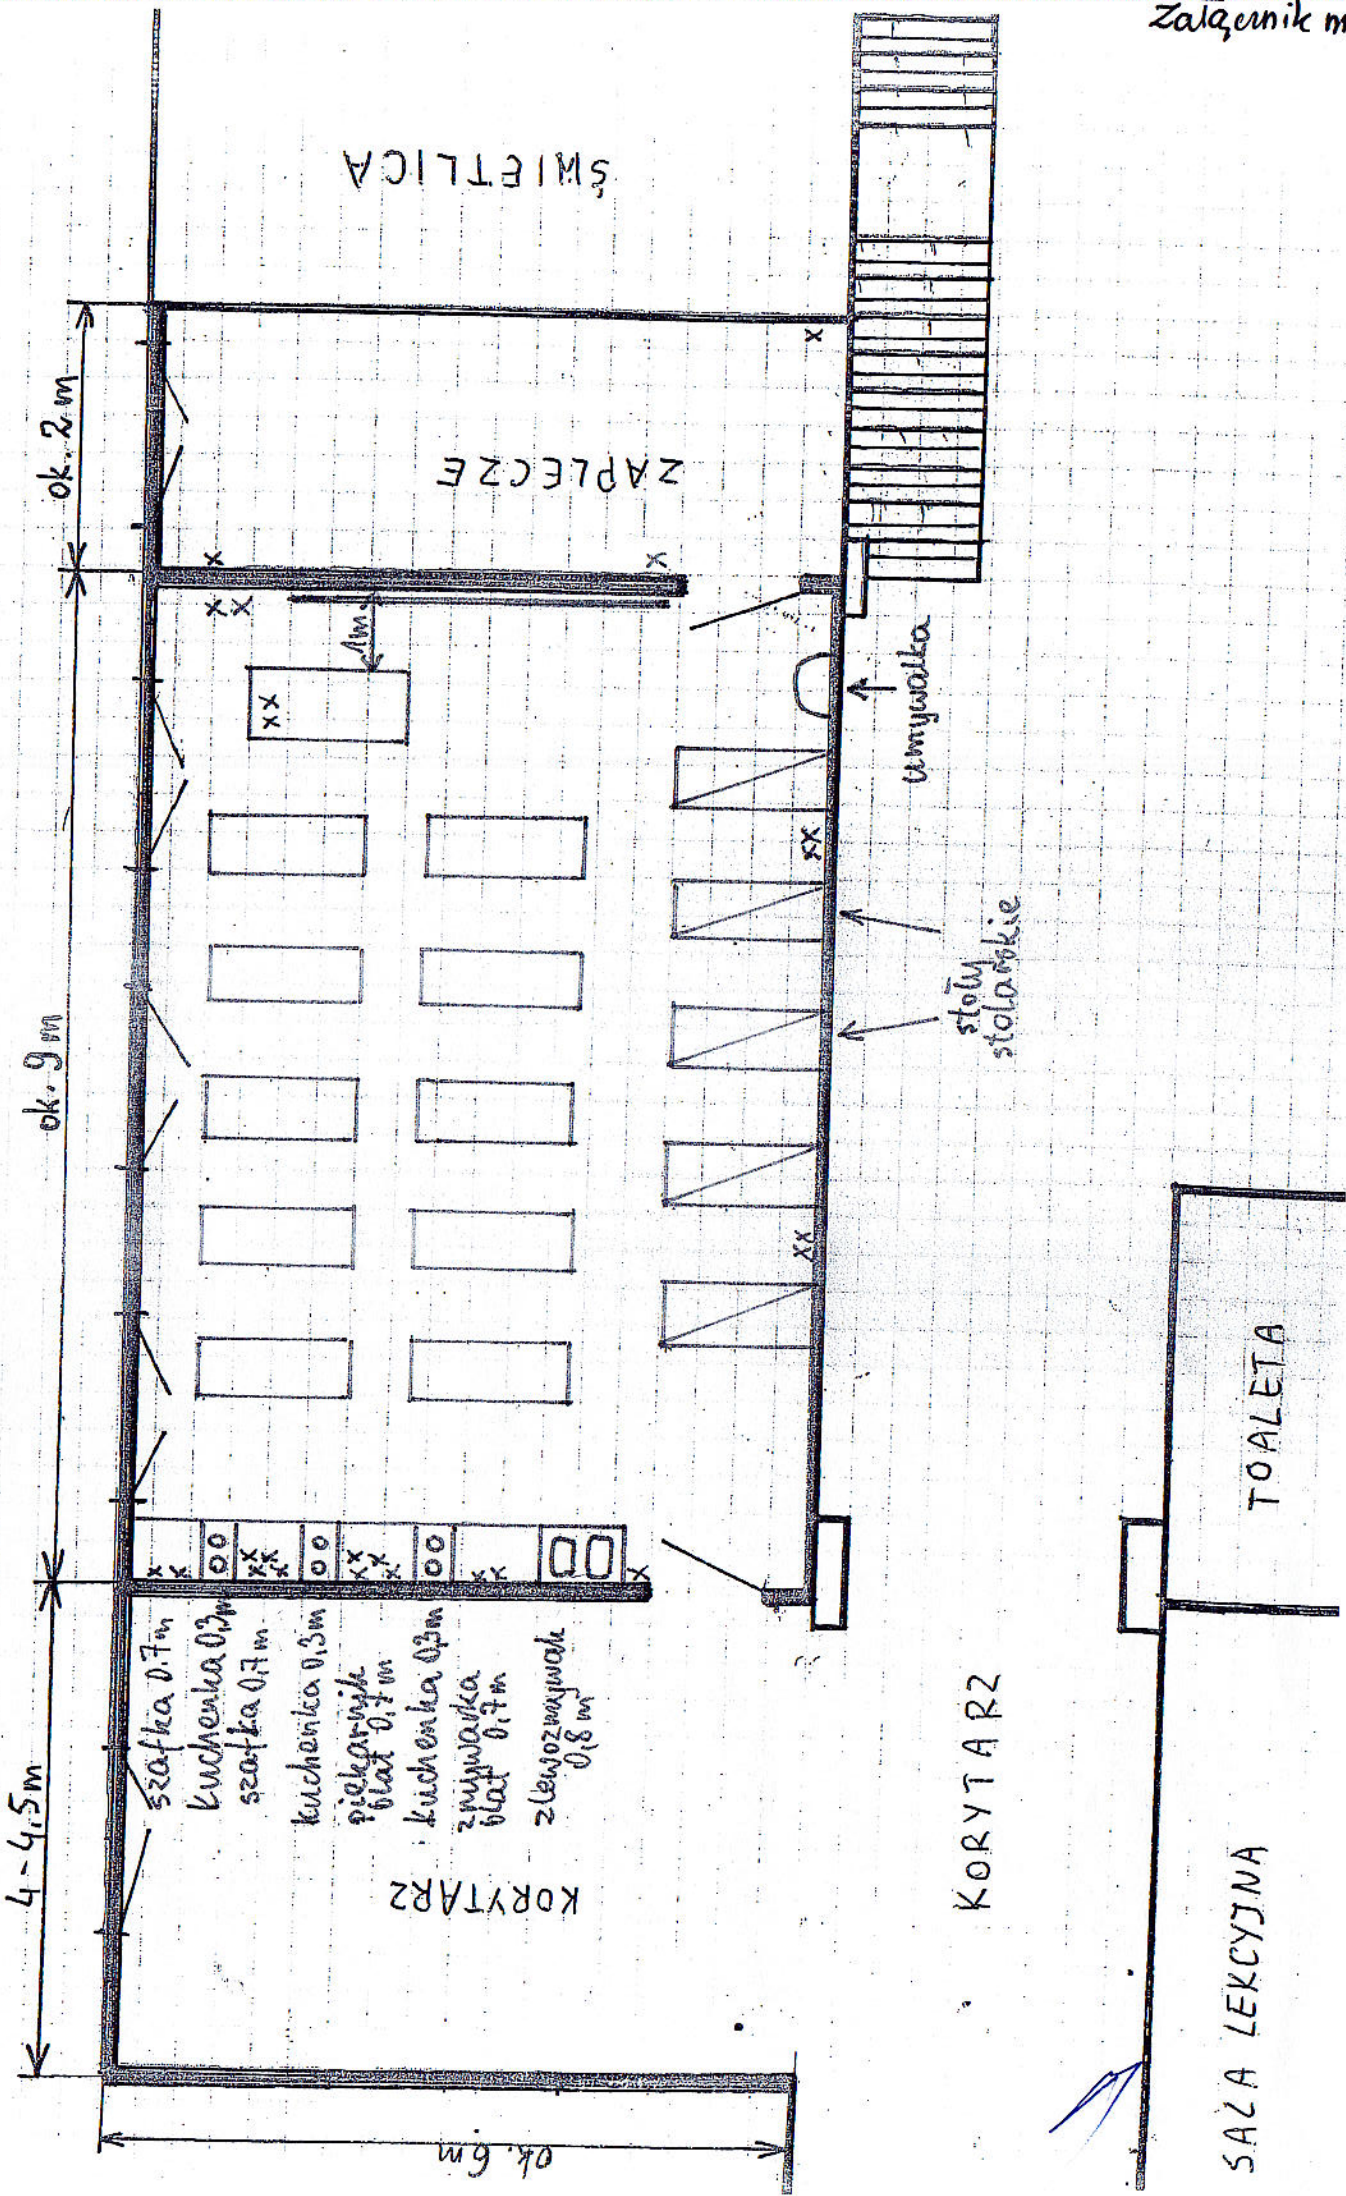 Załącznik
ŚWIETLICA
ok. 2 m
ZAPLECZE
ok. 9 m
1m.
umywalka
stoły
stolarskie
4-4,5m
szafka 0.7m
kuchenka 0,3m
szafka 0,7m
kuchenka 0,3m
piekarnik
blat 0,7m
kuchenka 0,3m
zmywarka
blat 0,7m
zlewozmywak
0,8m
KORYTARZ
KORYTARZ
TOALETA
SALA LEKCYJNA
ok. 6m